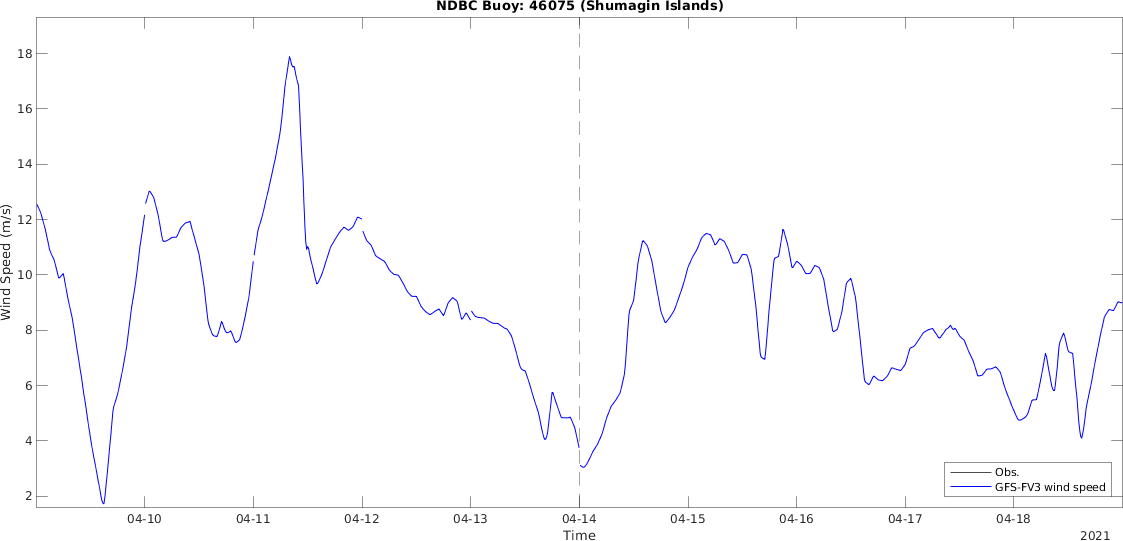 NDBC Buoy: 46075 (Shumagin Islands)
18
16
14
12
10
8
6
4
2
Wind Speed (m/s)
Obs.
GFS-FV3 wind speed
04-10 04-11 04-12 04-13 04-14 04-15 04-16 04-17 04-18
Time
2021